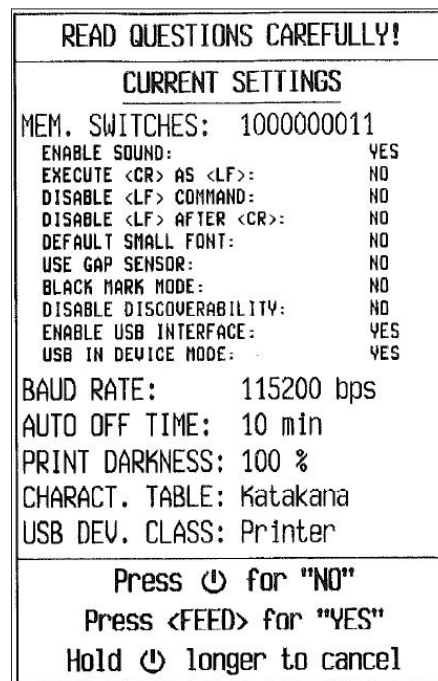 READ QUESTIONS CAREFULLY!
CURRENT SETTINGS
MEM. SWITCHES: 1000000011
ENABLE SOUND: YES
EXECUTE <CR> AS <LF>: NO
DISABLE <LF> COMMAND: NO
DISABLE <LF> AFTER <CR>: NO
DEFAULT SMALL FONT: NO
USE GAP SENSOR: NO
BLACK MARK MODE: NO
DISABLE DISCOVERABILITY: NO
ENABLE USB INTERFACE: YES
USB IN DEVICE MODE: YES
BAUD RATE: 115200 bps
AUTO OFF TIME: 10 min
PRINT DARKNESS: 100 %
CHARACT. TABLE: Katakana
USB DEV. CLASS: Printer
Press ⏻ for "NO"
Press <FEED> for "YES"
Hold ⏻ longer to cancel